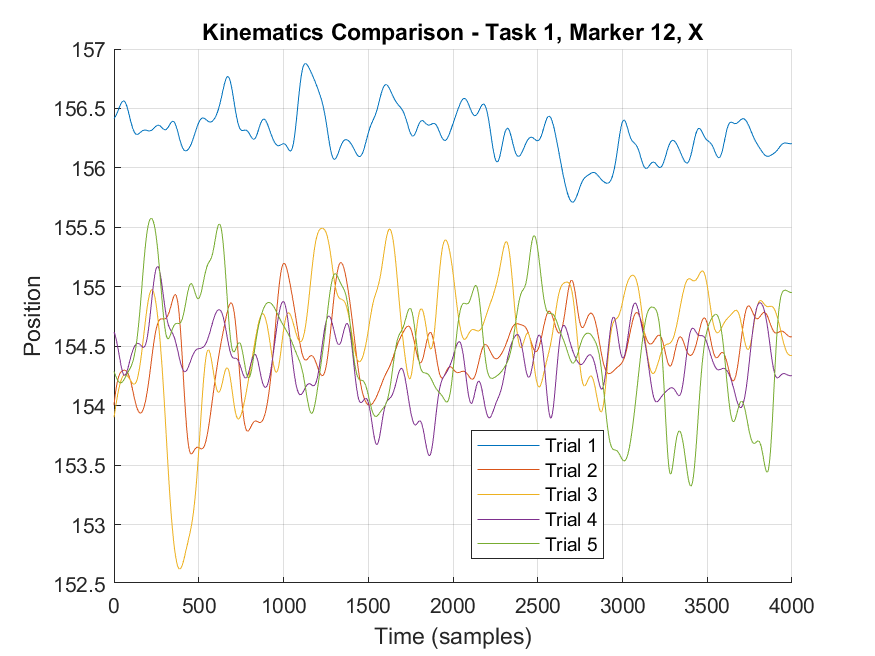 Kinematics Comparison - Task 1, Marker 12, X
157
156.5
156
155.5
155
154.5
154
153.5
153
152.5
Position
Trial 1
Trial 2
Trial 3
Trial 4
Trial 5
0 500 1000 1500 2000 2500 3000 3500 4000
Time (samples)